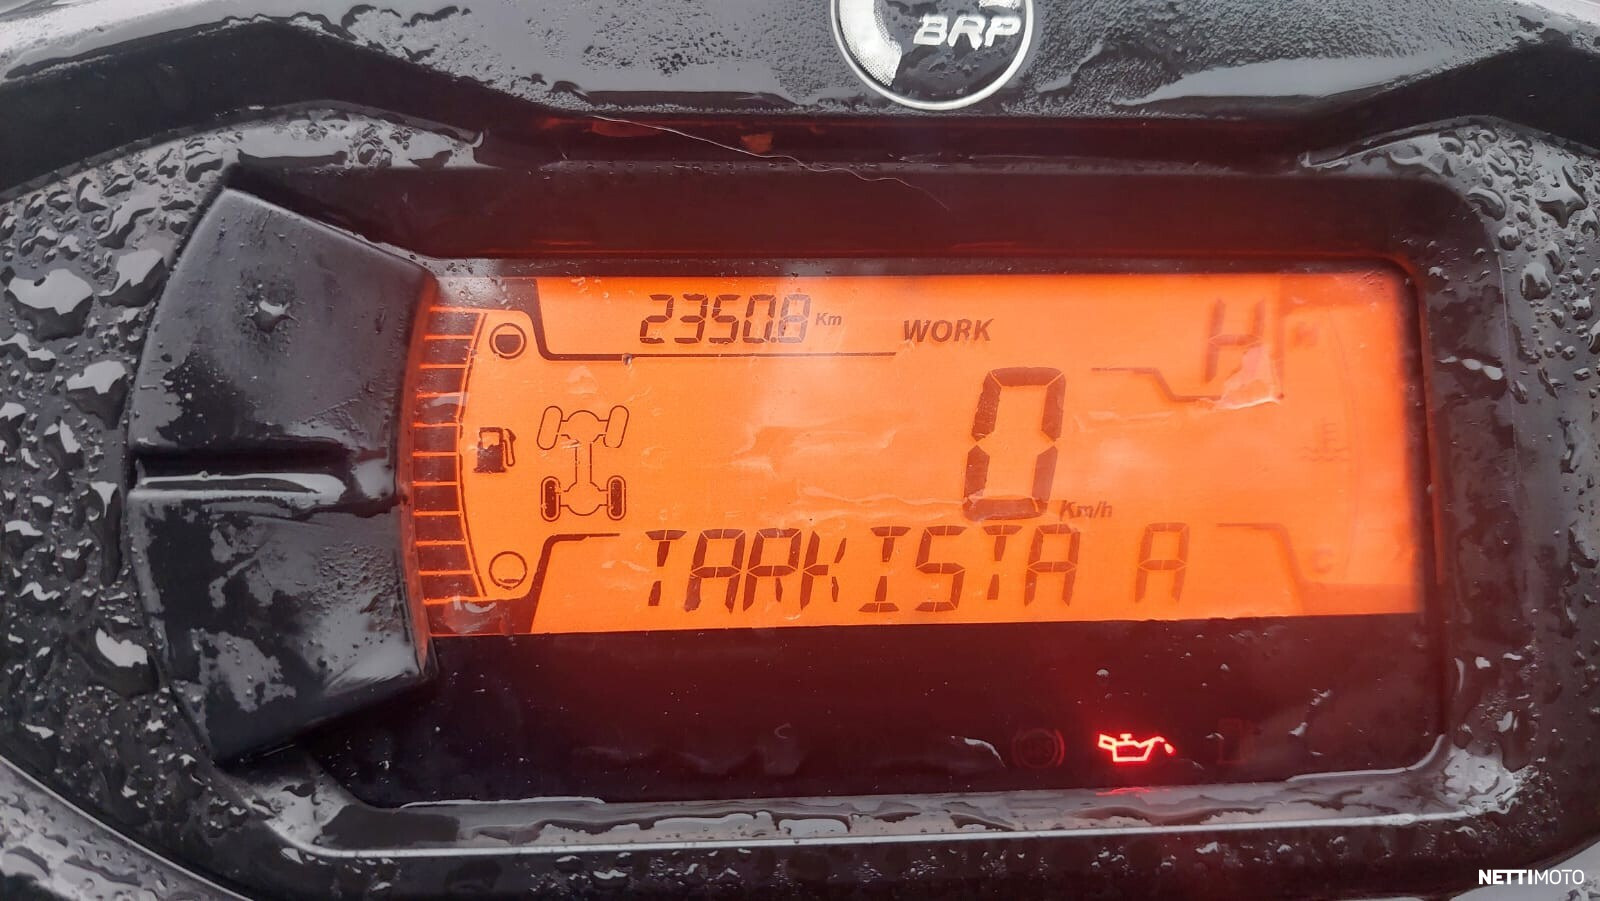 BRP
2350.8 Km WORK H
0 Km/h
TARKISTA A
C
NETTIMOTO